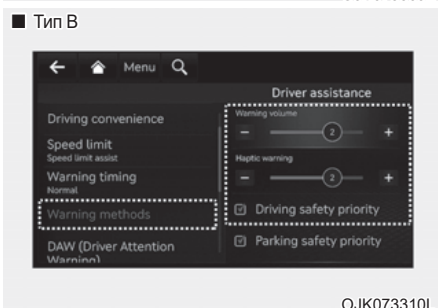 ■ Тип B
Menu
Driver assistance
Driving convenience
Speed limit
Speed limit assist
Warning timing
Normal
Warning methods
DAW (Driver Attention
Warning)
Warning volume
– 2 +
Haptic warning
– 2 +
Driving safety priority
Parking safety priority
OJK073310L